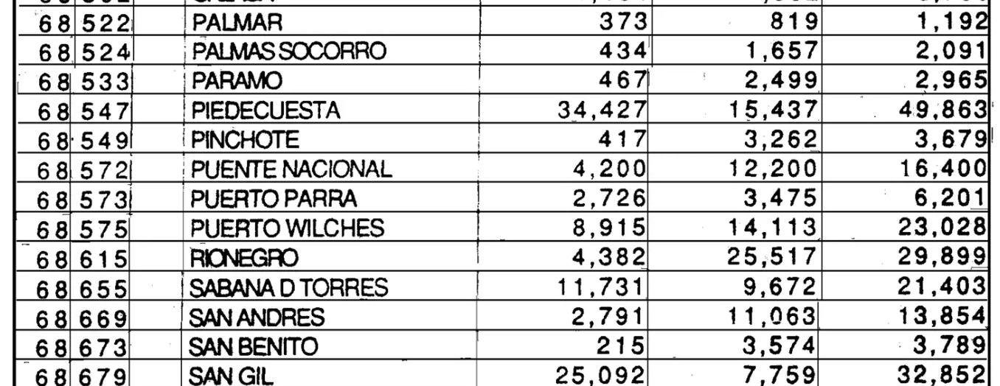 68 522 PALMAR 373 819 1,192
68 524 PALMAS SOCORRO 434 1,657 2,091
68 533 PARAMO 467 2,499 2,965
68 547 PIEDECUESTA 34,427 15,437 49,863
68 549 PINCHOTE 417 3,262 3,679
68 572 PUENTE NACIONAL 4,200 12,200 16,400
68 573 PUERTO PARRA 2,726 3,475 6,201
68 575 PUERTO WILCHES 8,915 14,113 23,028
68 615 RIONEGRO 4,382 25,517 29,899
68 655 SABANA D TORRES 11,731 9,672 21,403
68 669 SAN ANDRES 2,791 11,063 13,854
68 673 SAN BENITO 215 3,574 3,789
68 679 SAN GIL 25,092 7,759 32,852